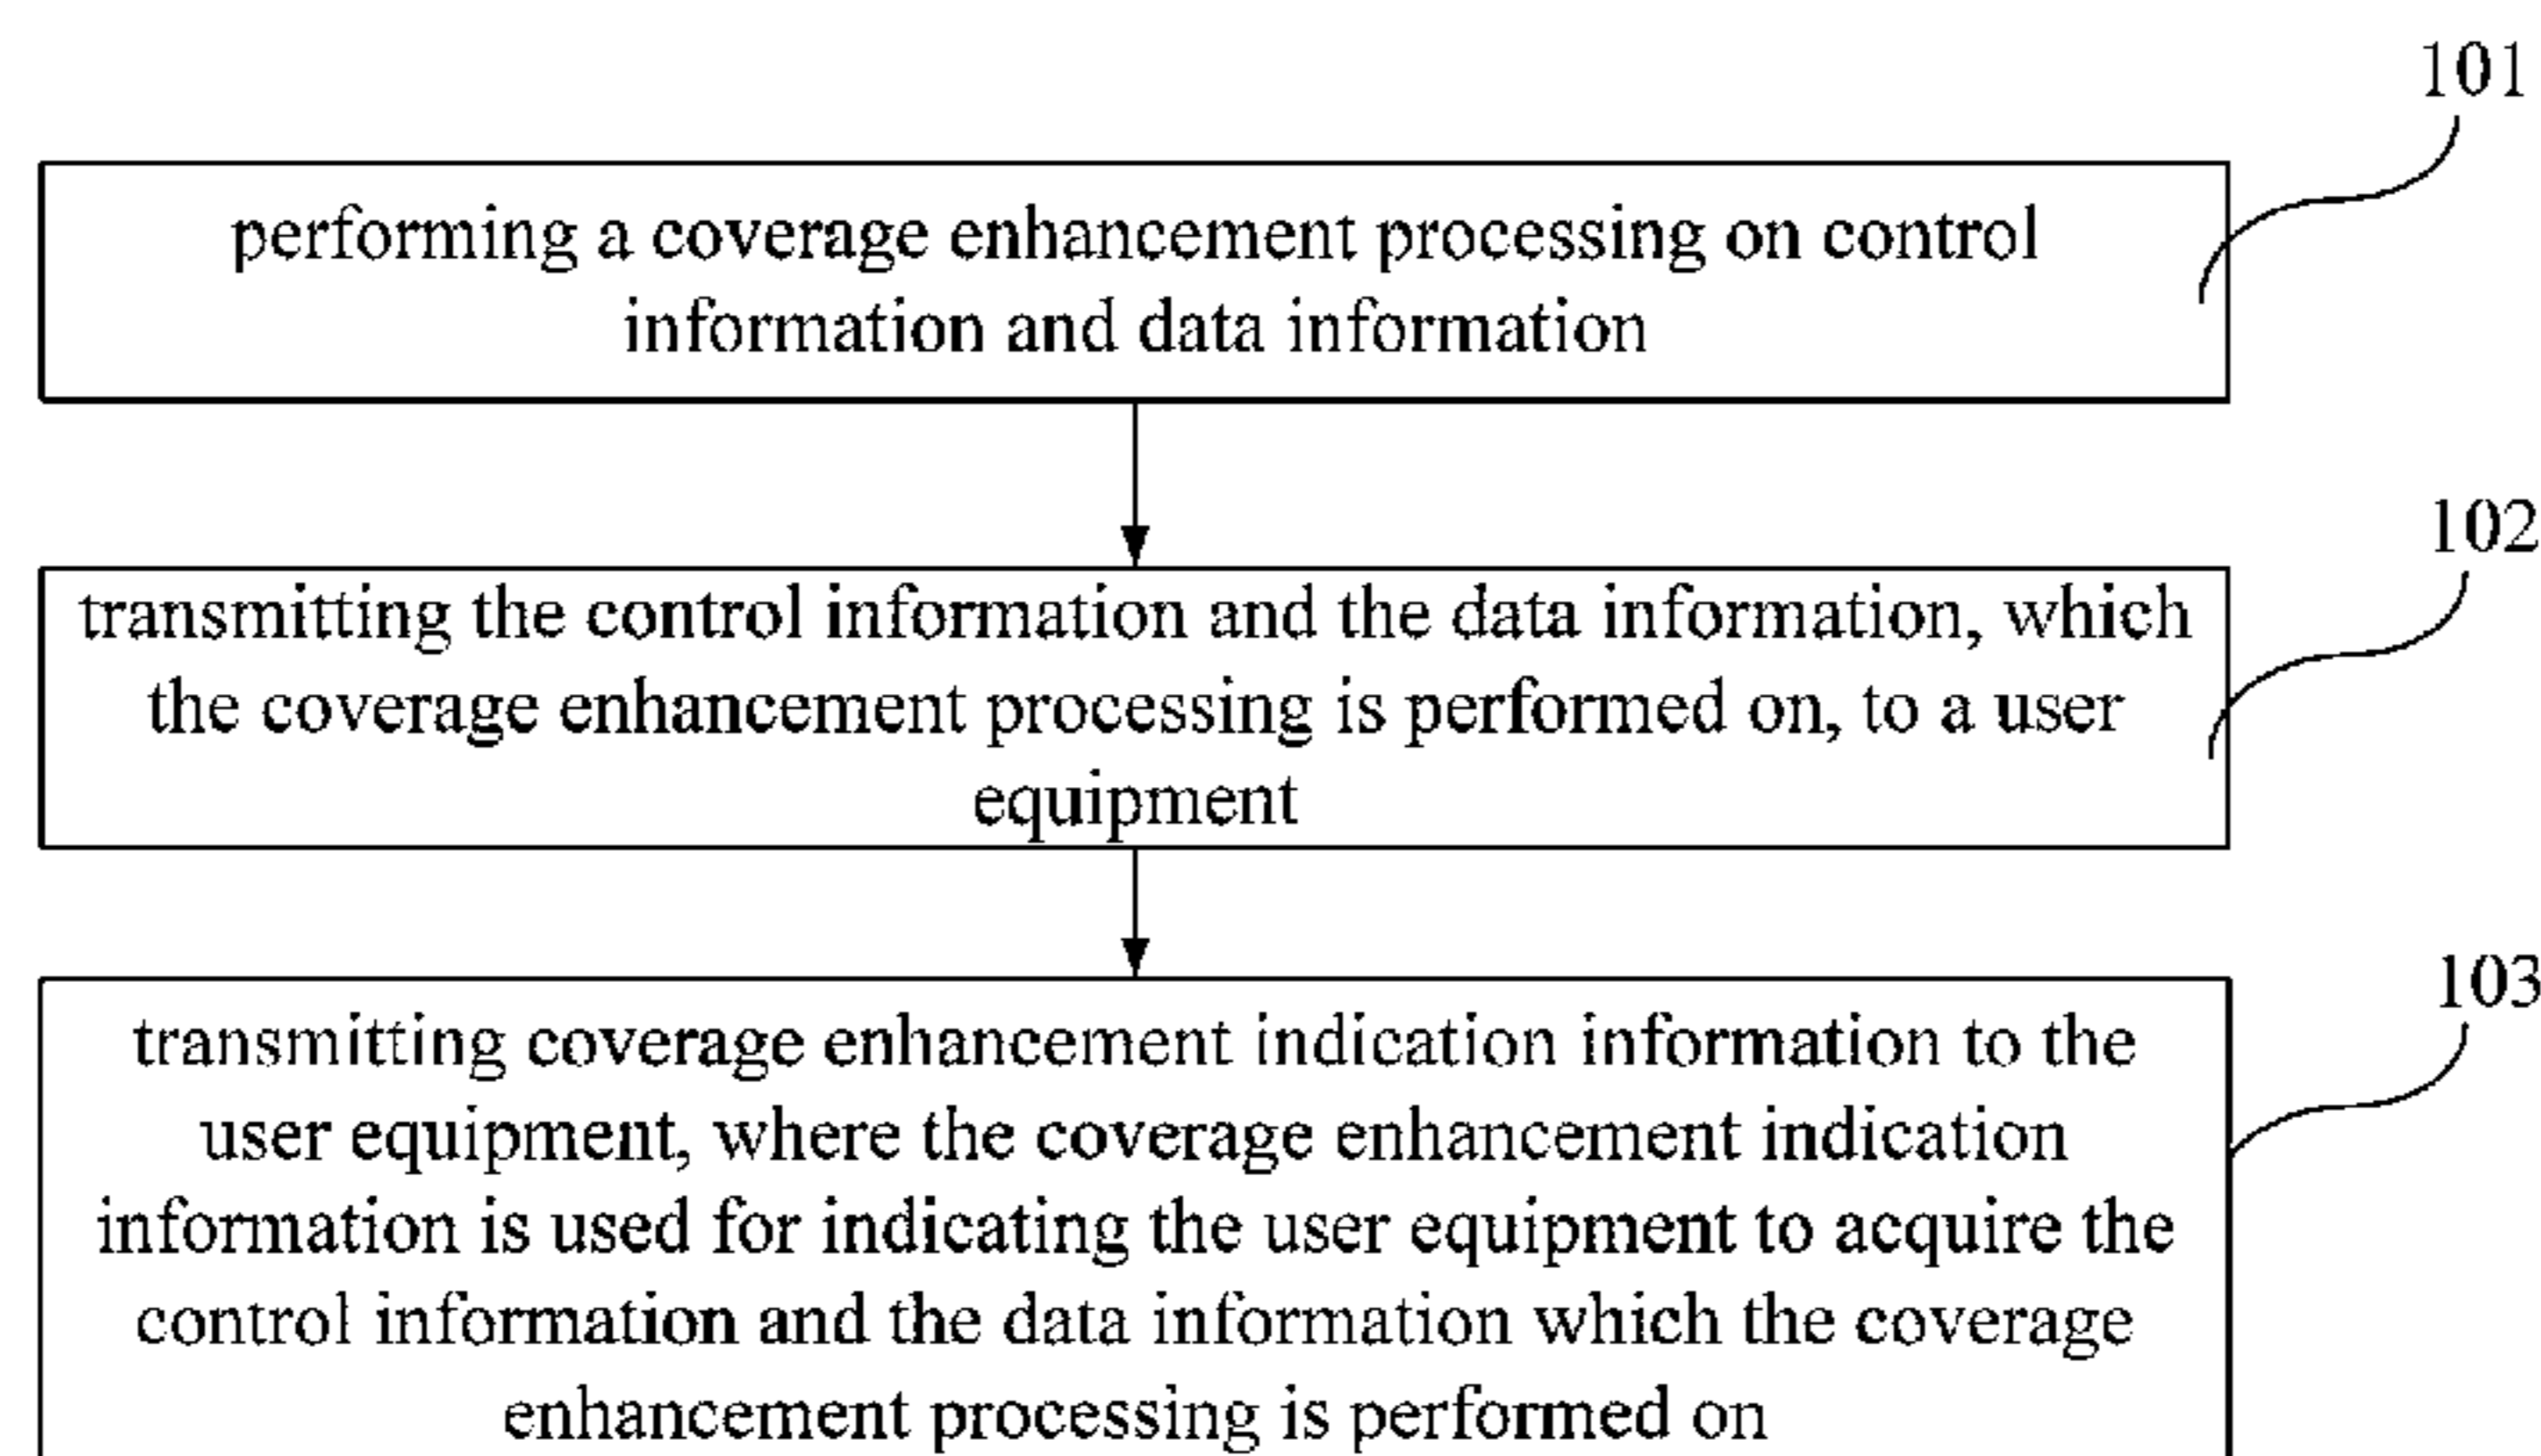 101
performing a coverage enhancement processing on control
information and data information
102
transmitting the control information and the data information, which
the coverage enhancement processing is performed on, to a user
equipment
103
transmitting coverage enhancement indication information to the
user equipment, where the coverage enhancement indication
information is used for indicating the user equipment to acquire the
control information and the data information which the coverage
enhancement processing is performed on